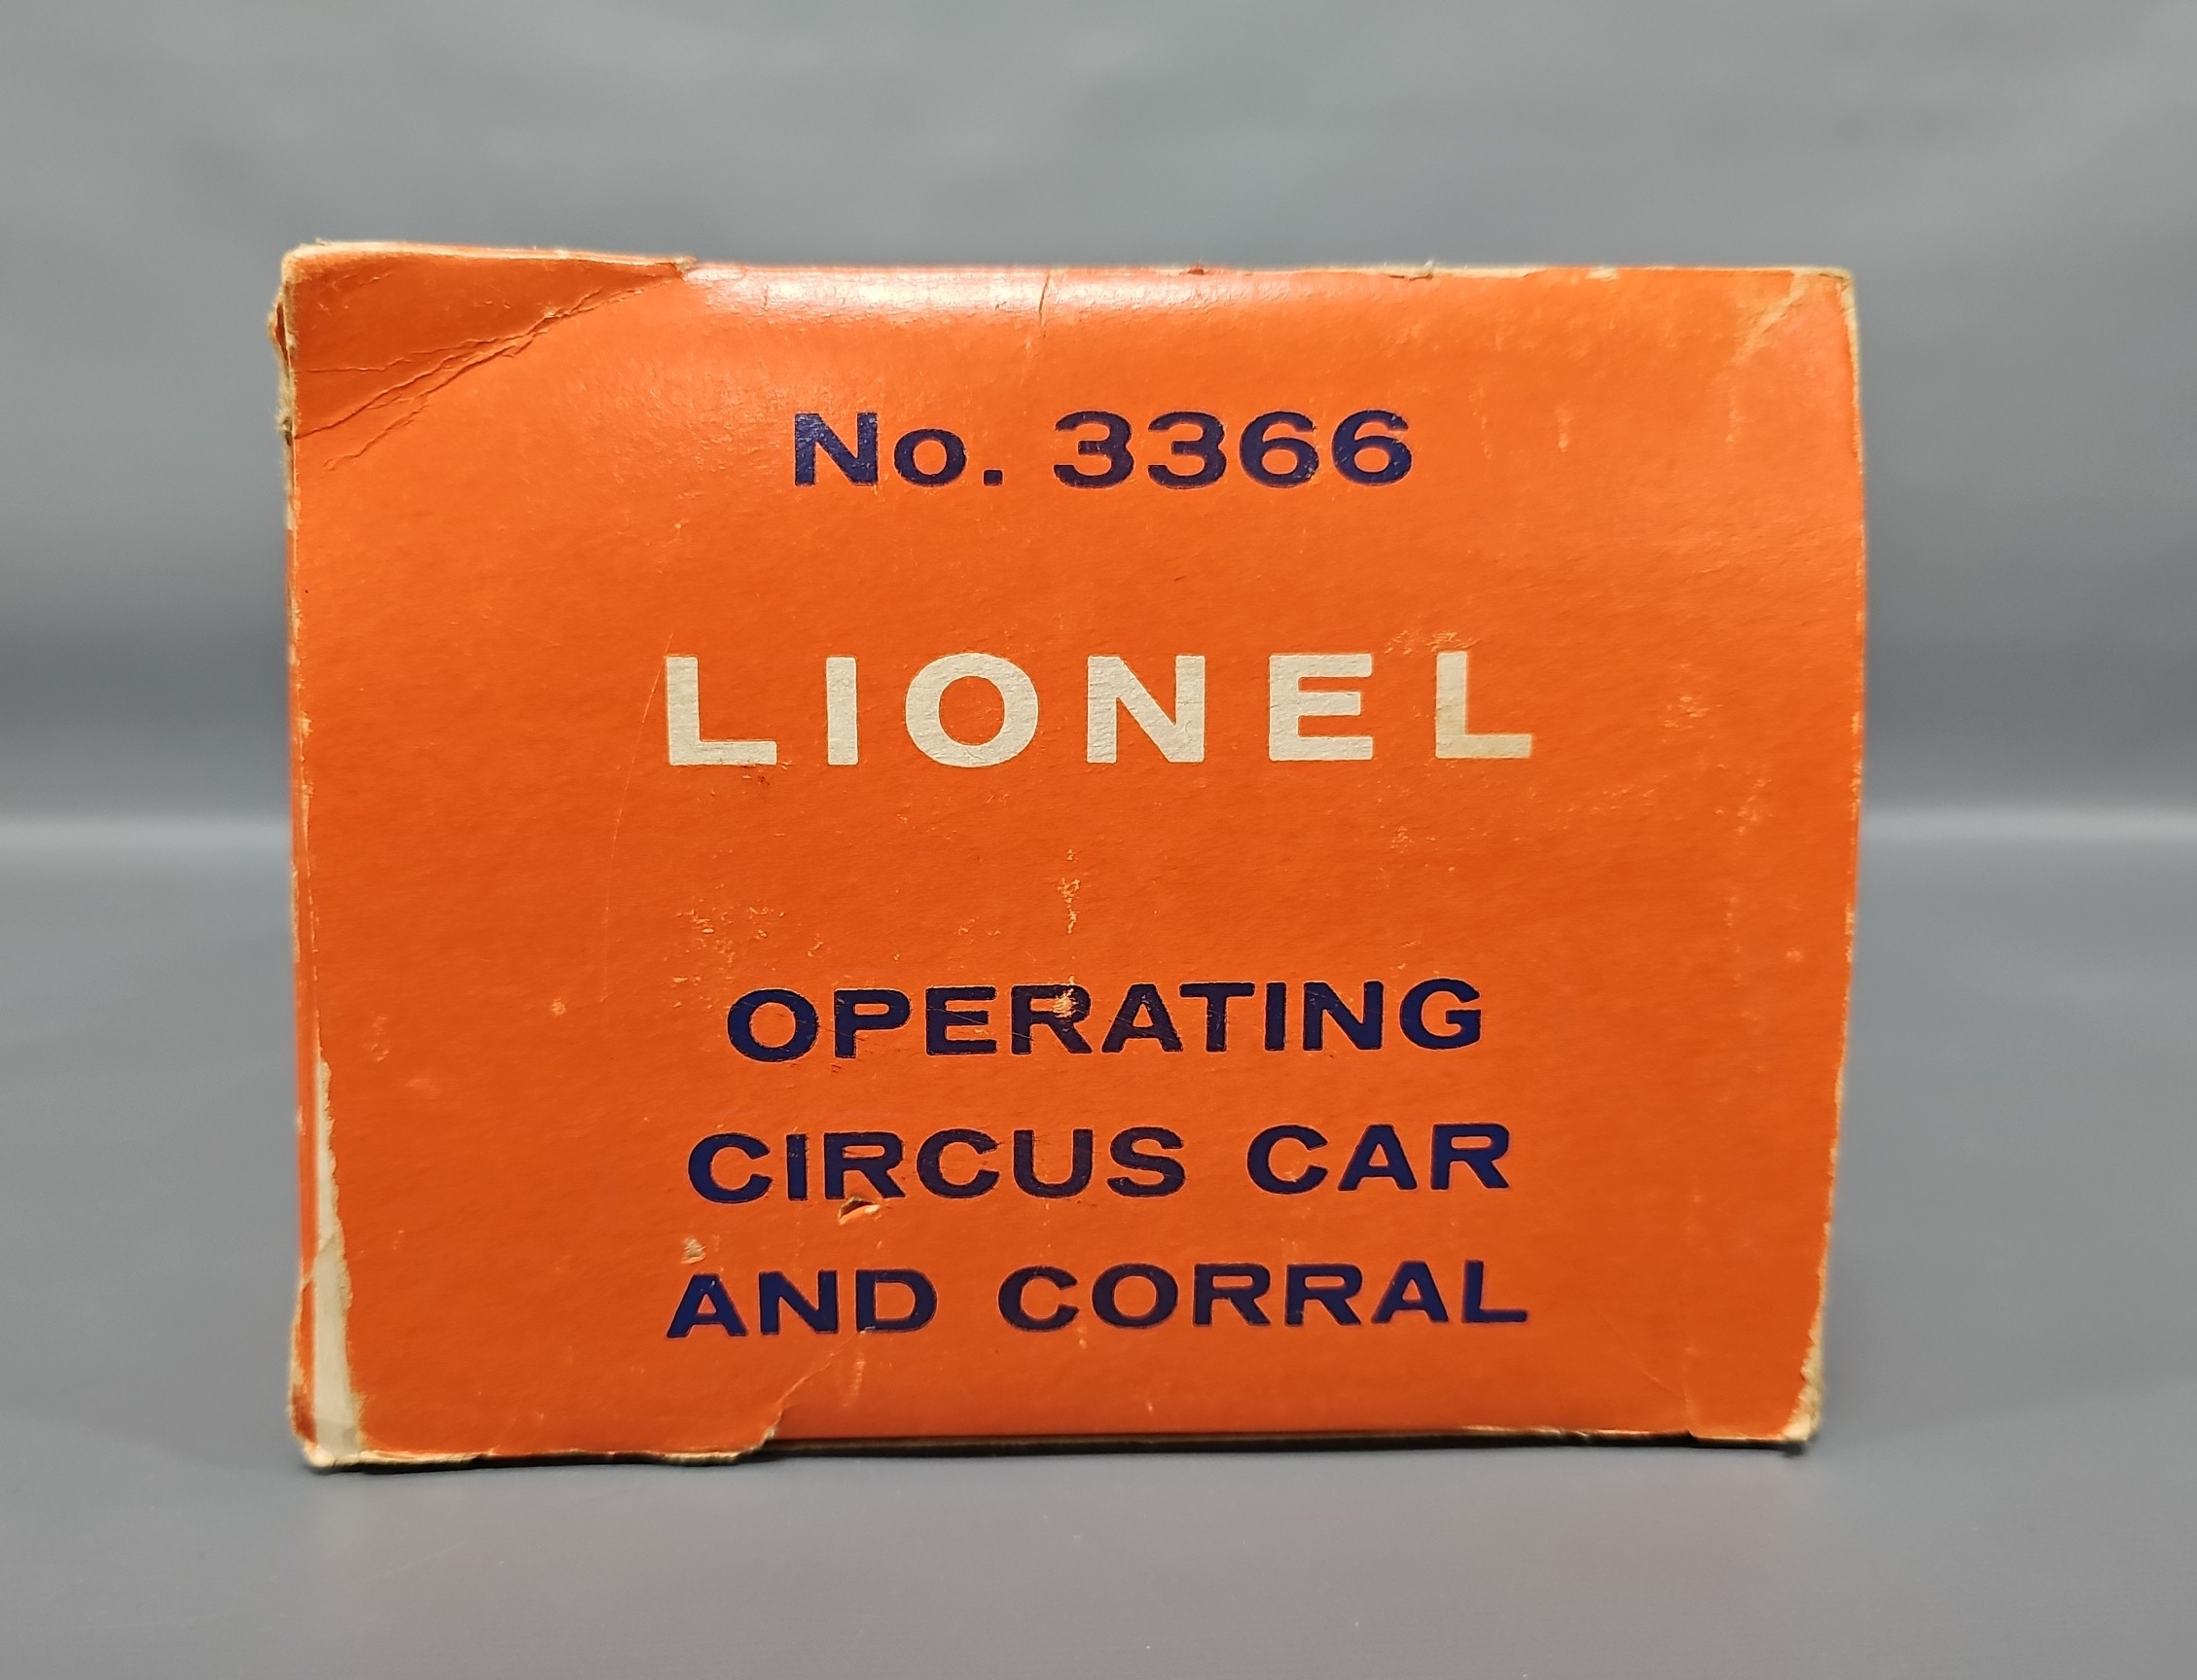 No. 3366
LIONEL
OPERATING
CIRCUS CAR
AND CORRAL